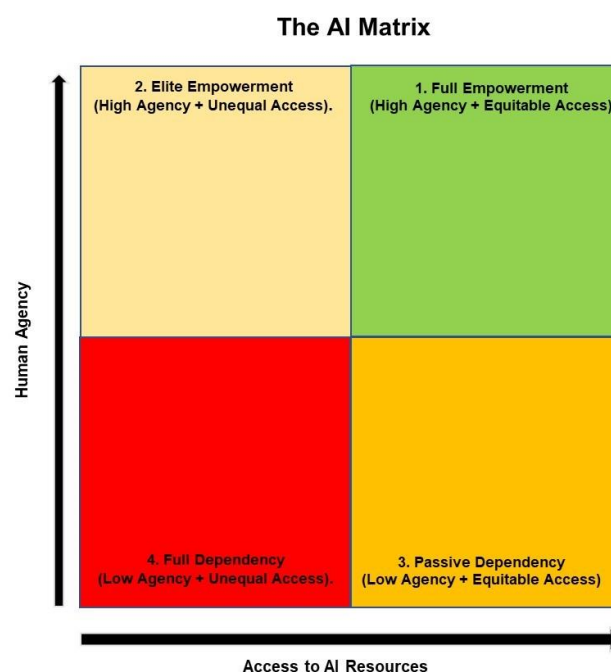 The AI Matrix
2. Elite Empowerment
(High Agency + Unequal Access).
1. Full Empowerment
(High Agency + Equitable Access)
Human Agency
4. Full Dependency
(Low Agency + Unequal Access).
3. Passive Dependency
(Low Agency + Equitable Access)
Access to AI Resources